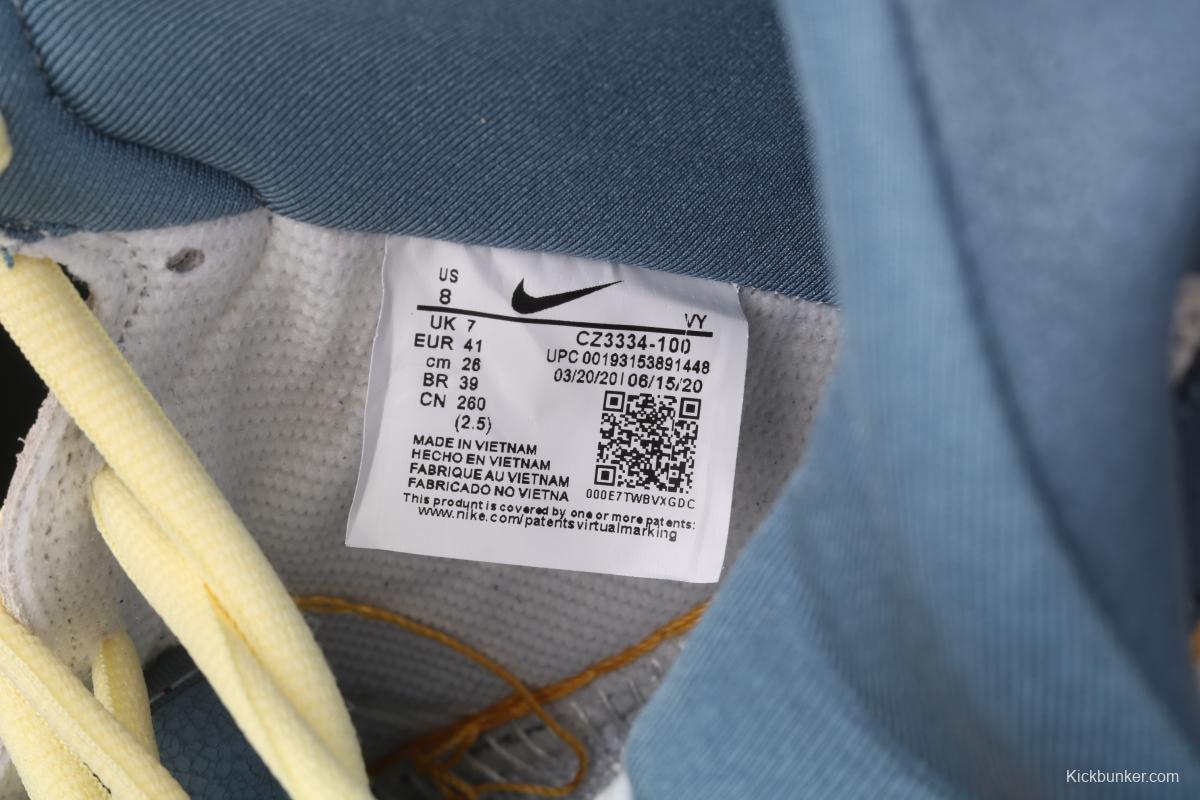 US
8
VY
UK 7
EUR 41
cm 26
BR 39
CN 260
(2.5)
CZ3334-100
UPC 00193153891448
03/20/20 | 06/15/20
MADE IN VIETNAM
HECHO EN VIETNAM
FABRIQUE AU VIETNAM
FABRICADO NO VIETNA
000E7TWBVXGDC
This produnt is covered by one or more patents:
www.nike.com/patentsvirtualmarking
Kickbunker.com